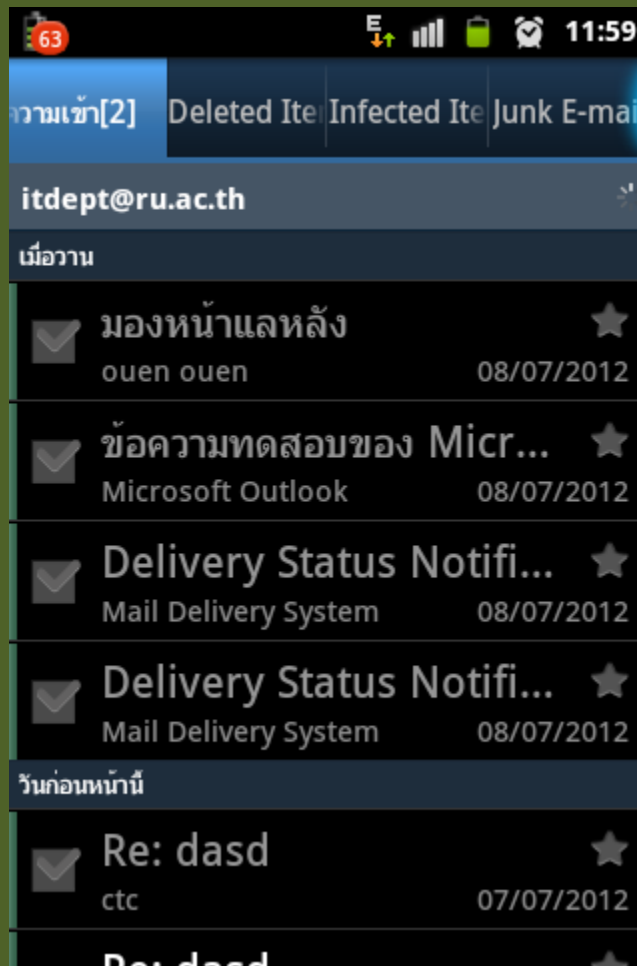 63 11:59
วามเข้า[2] Deleted Ite Infected Ite Junk E-mai
itdept@ru.ac.th
เมื่อวาน
มองหน้าแลหลัง
ouen ouen 08/07/2012
ข้อความทดสอบของ Micr...
Microsoft Outlook 08/07/2012
Delivery Status Notifi...
Mail Delivery System 08/07/2012
Delivery Status Notifi...
Mail Delivery System 08/07/2012
วันก่อนหน้านี้
Re: dasd
ctc 07/07/2012
Re: dasd